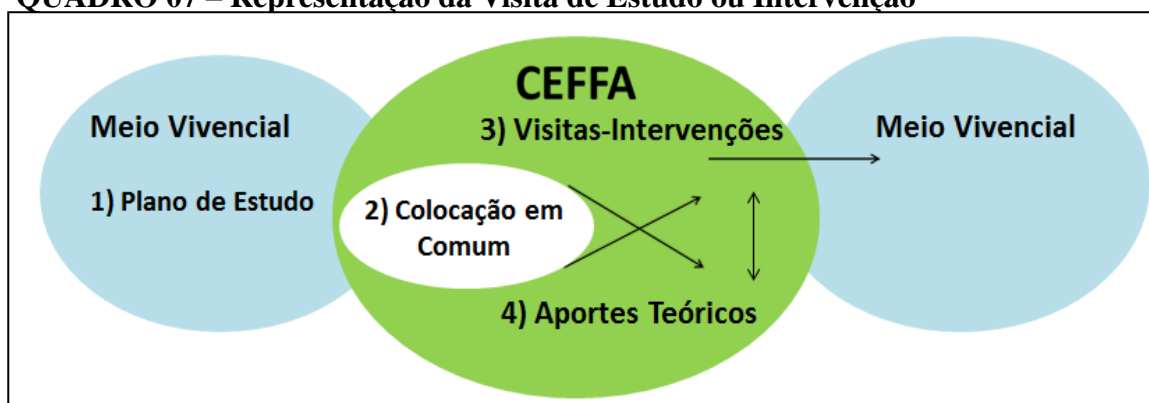 QUADRO 07 – Representação da Visita de Estudo ou Intervenção
CEFFA
Meio Vivencial
3) Visitas-Intervenções
Meio Vivencial
1) Plano de Estudo
2) Colocação em
Comum
4) Aportes Teóricos